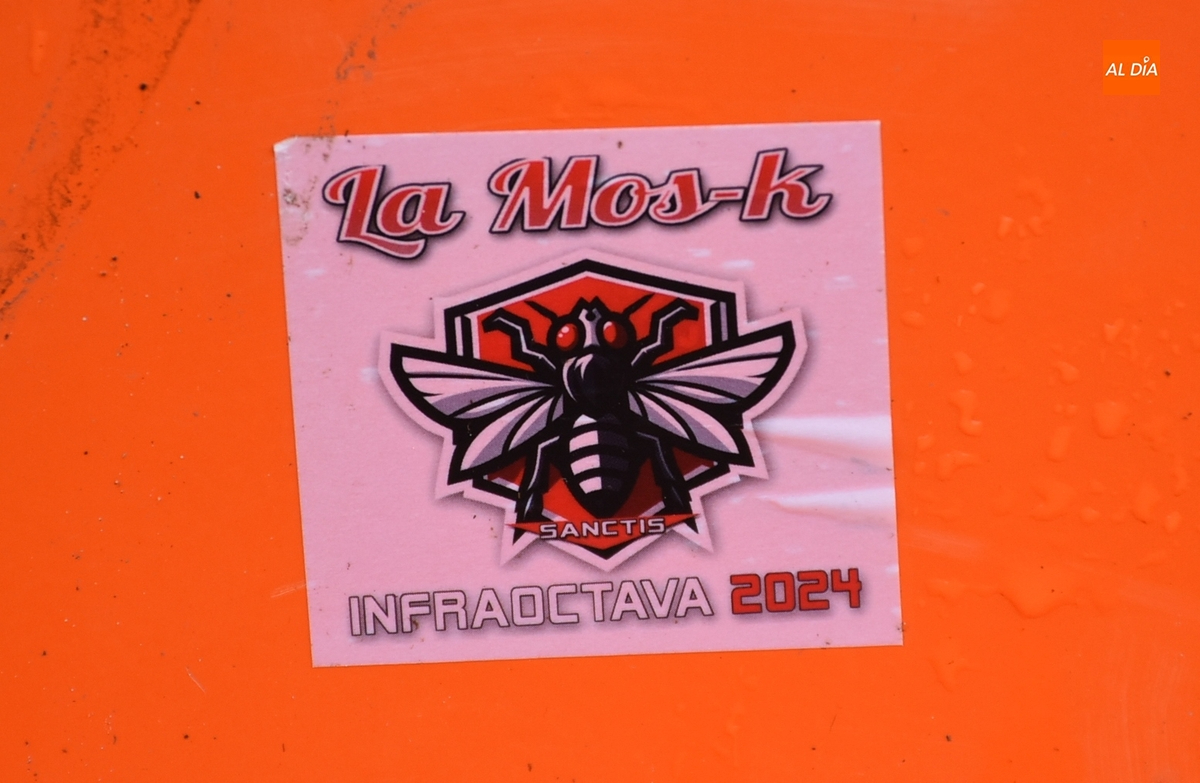 AL DÍA
La Mos-k
SANCTIS
INFRAOCTAVA 2024